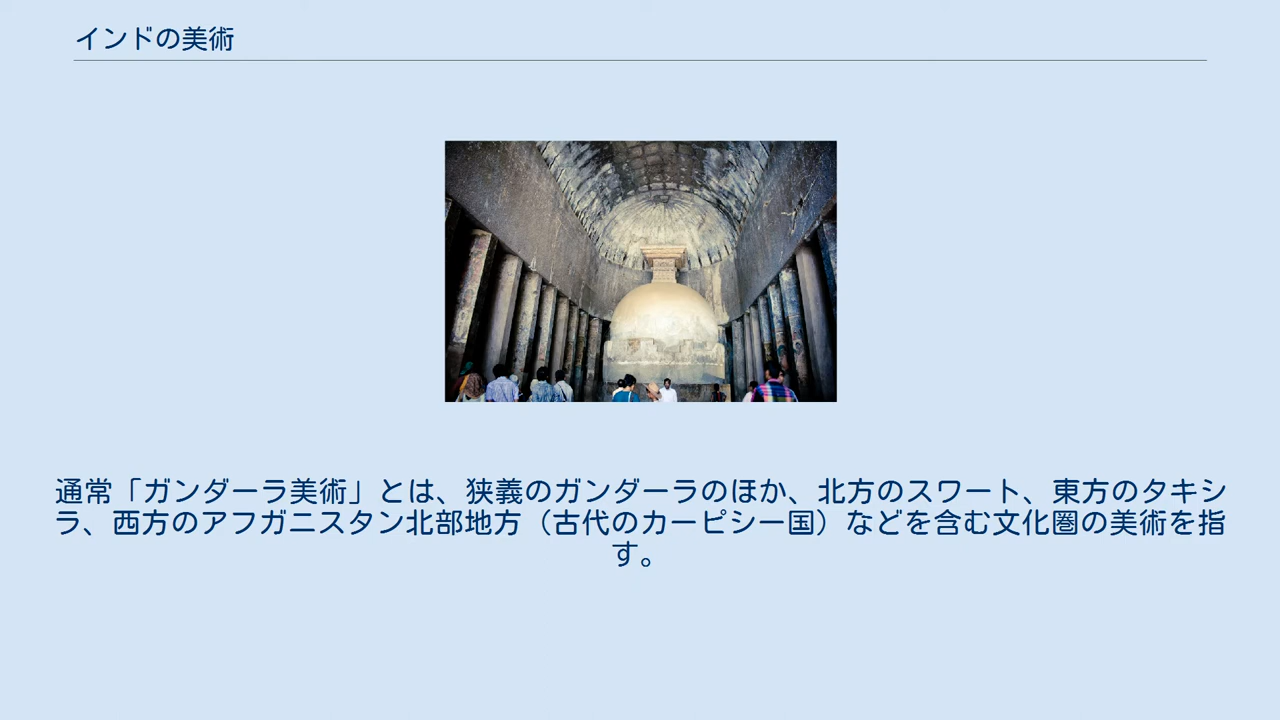 インドの美術
通常「ガンダーラ美術」とは、狭義のガンダーラのほか、北方のスワート、東方のタキシ
ラ、西方のアフガニスタン北部地方（古代のカーピシー国）などを含む文化圏の美術を指
す。